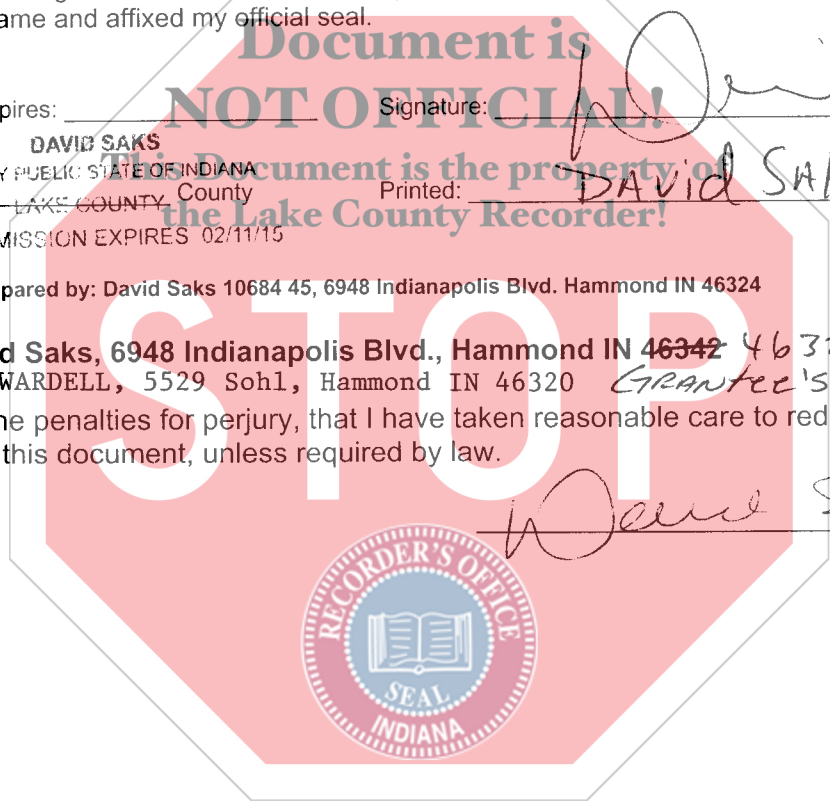 ame and affixed my official seal.
Document is
NOT OFFICIAL!
pires: Signature:
DAVID SAKS
Y PUBLIC STATE OF INDIANA
This Document is the property of
LAKE COUNTY County Printed: DAVID SA
the Lake County Recorder!
MISSION EXPIRES 02/11/15
pared by: David Saks 10684 45, 6948 Indianapolis Blvd. Hammond IN 46324
STOP
d Saks, 6948 Indianapolis Blvd., Hammond IN 46342 463
WARDELL, 5529 Sohl, Hammond IN 46320 GRANTEE'S
he penalties for perjury, that I have taken reasonable care to red
this document, unless required by law.
RECORDER'S OFFICE
SEAL
INDIANA